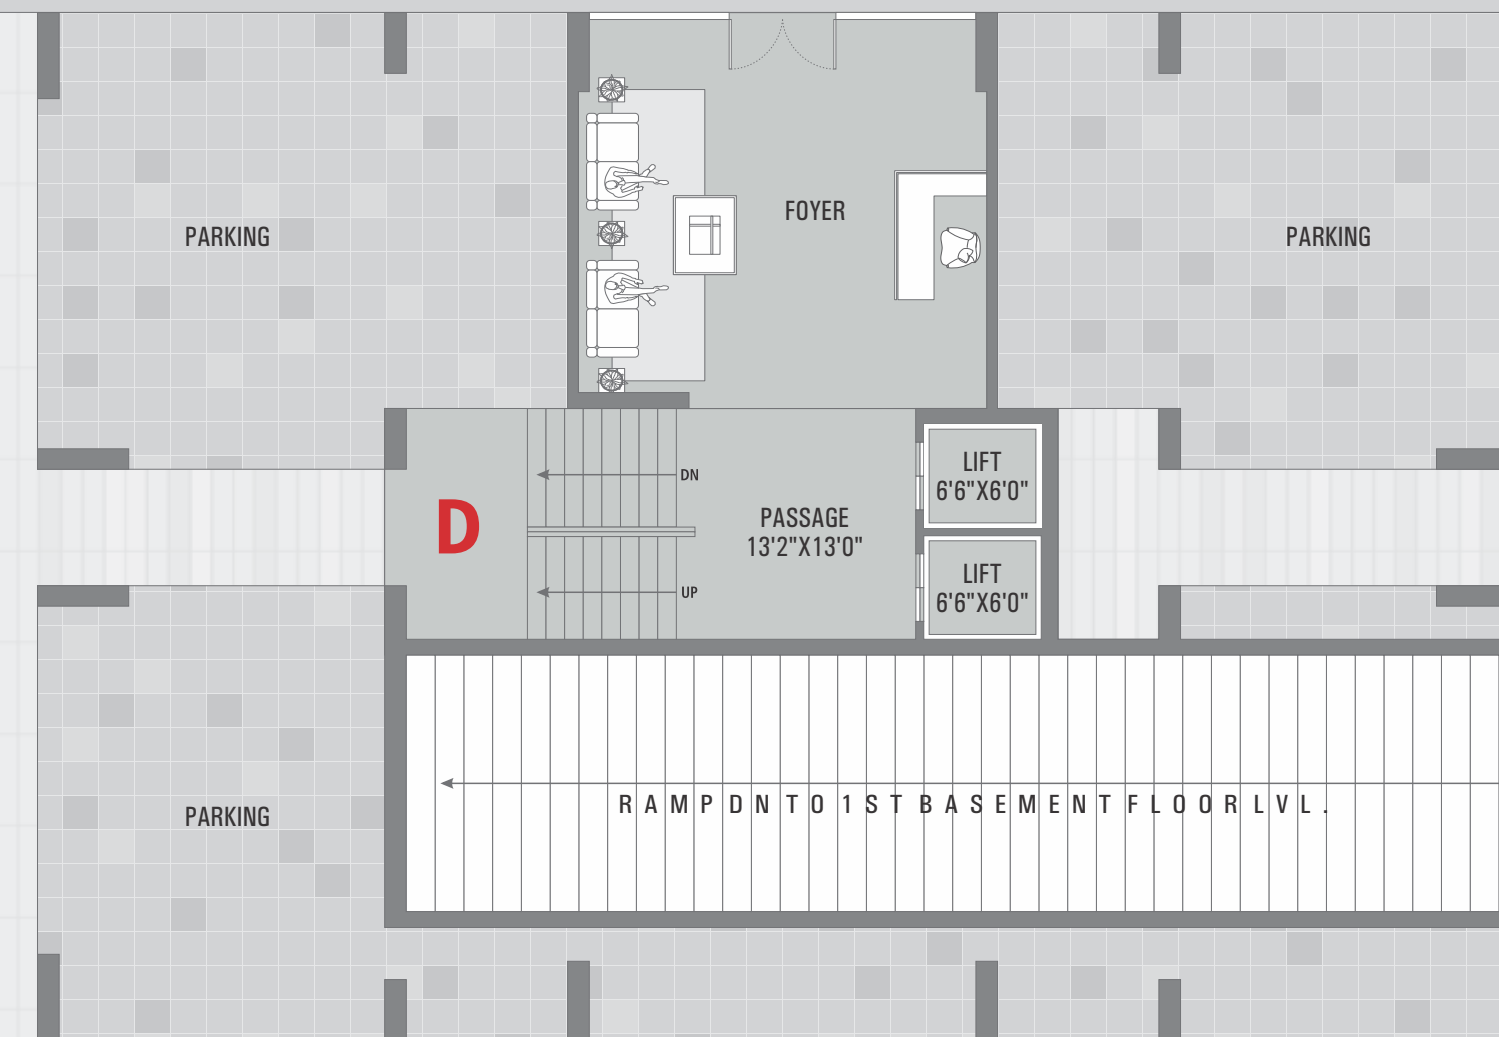 FOYER
PARKING
PARKING
LIFT
6'6"X6'0"
DN
D
PASSAGE
13'2"X13'0"
LIFT
6'6"X6'0"
UP
PARKING
RAMP DN TO 1ST BASEMENT FLOOR LVL.